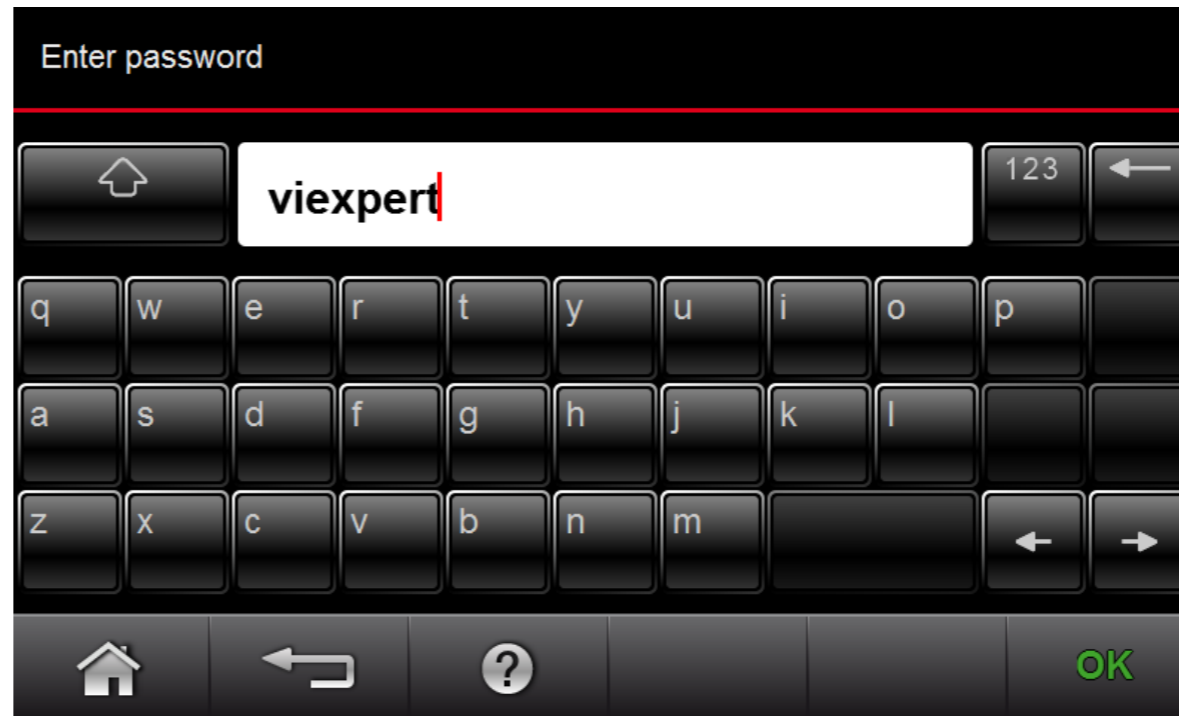 Enter password
viexpert
123
q w e r t y u i o p
a s d f g h j k l
z x c v b n m
?
OK